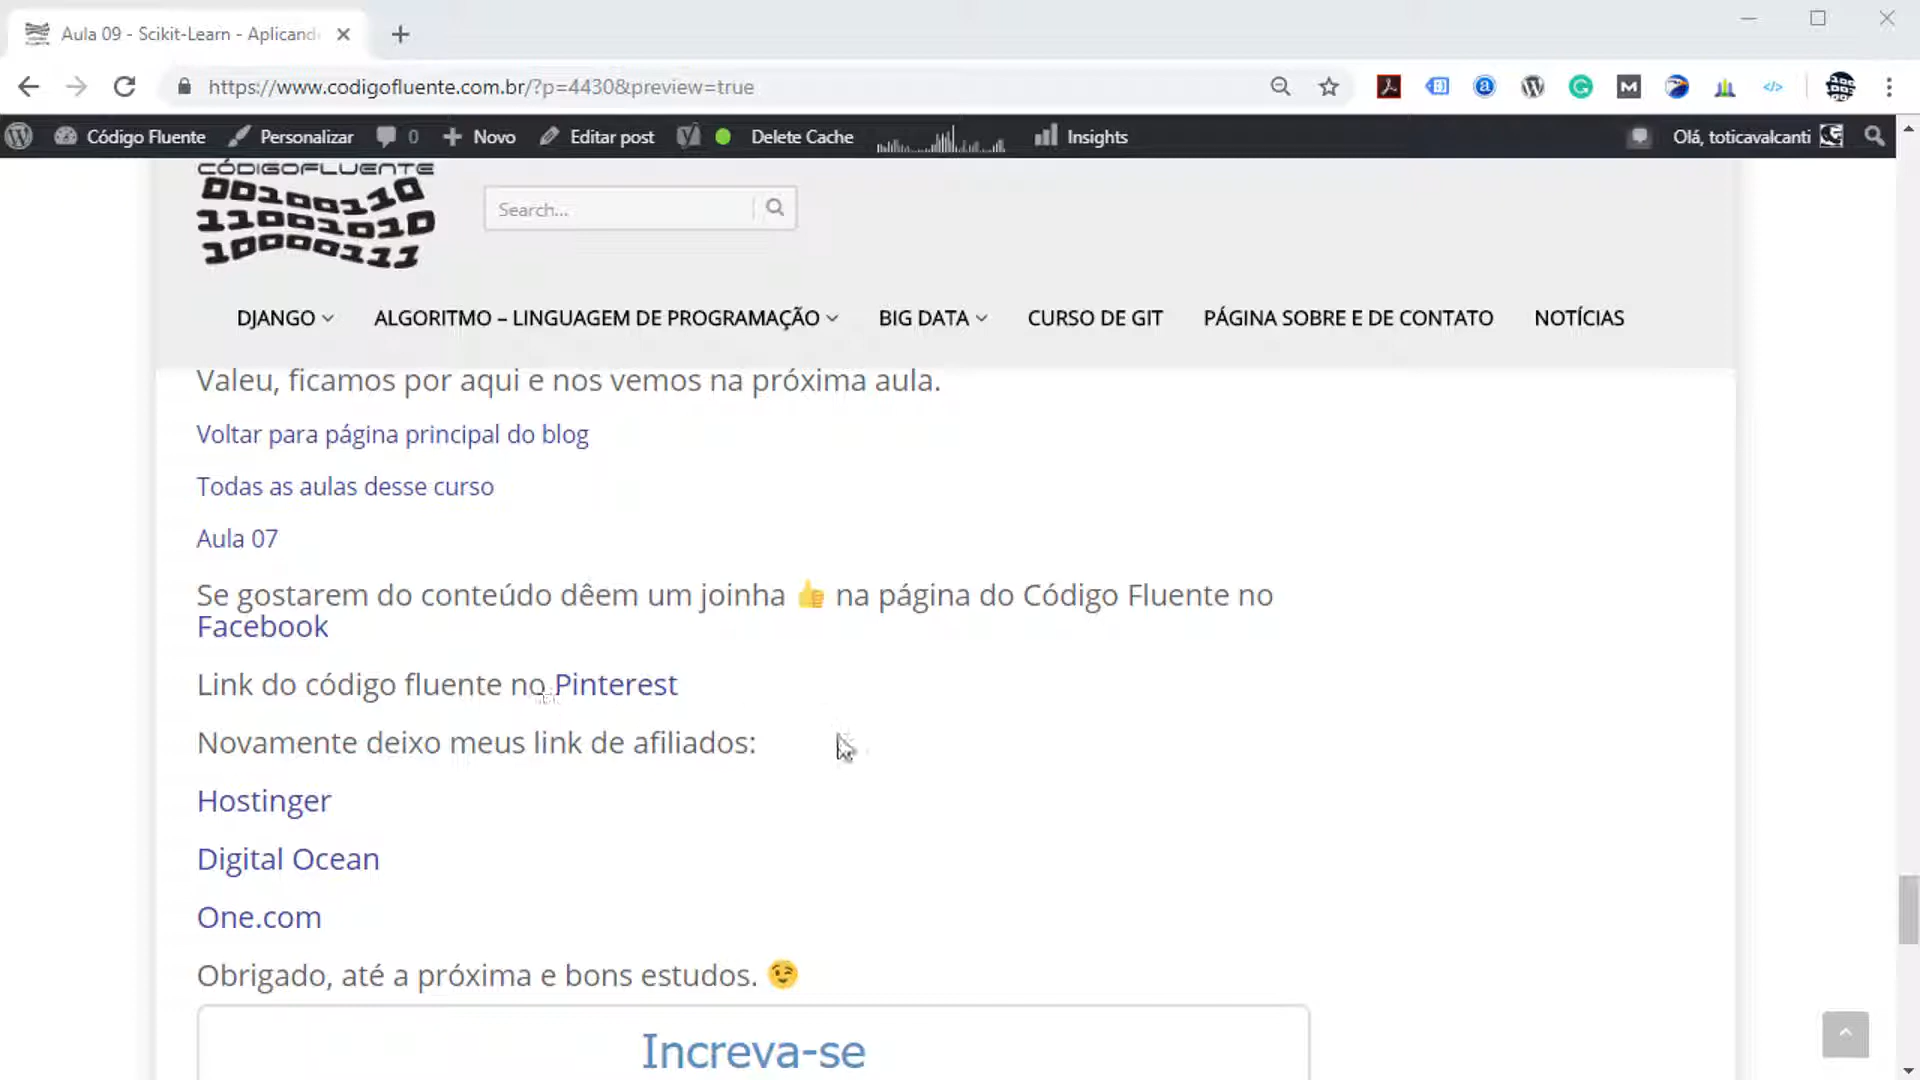 Aula 09 - Scikit-Learn - Aplicand
https://www.codigofluente.com.br/?p=4430&preview=true
Código Fluente Personalizar 0 Novo Editar post Delete Cache Insights Olá, toticavalcanti
CÓDIGOFLUENTE
00100110
11001010
10000111
Search...
DJANGO ALGORITMO – LINGUAGEM DE PROGRAMAÇÃO BIG DATA CURSO DE GIT PÁGINA SOBRE E DE CONTATO NOTÍCIAS
Valeu, ficamos por aqui e nos vemos na próxima aula.
Voltar para página principal do blog
Todas as aulas desse curso
Aula 07
Se gostarem do conteúdo dêem um joinha 👍 na página do Código Fluente no
Facebook
Link do código fluente no Pinterest
Novamente deixo meus link de afiliados:
Hostinger
Digital Ocean
One.com
Obrigado, até a próxima e bons estudos. 😉
Increva-se